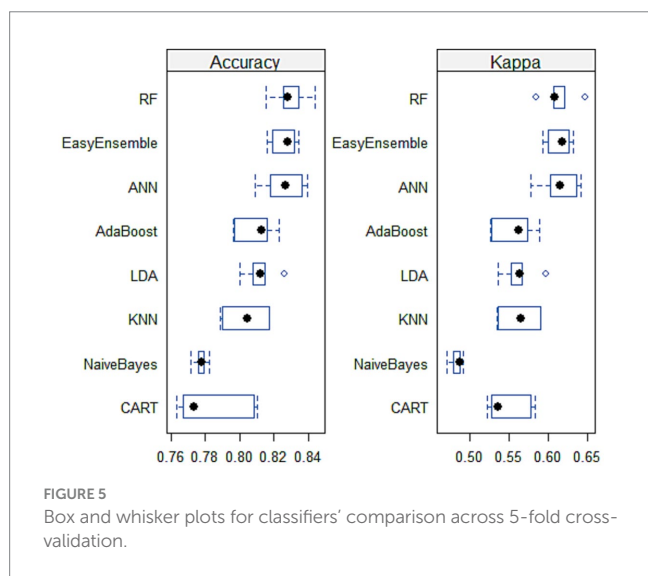 Accuracy
Kappa
RF
EasyEnsemble
ANN
AdaBoost
LDA
KNN
NaiveBayes
CART
0.76 0.78 0.80 0.82 0.84
RF
EasyEnsemble
ANN
AdaBoost
LDA
KNN
NaiveBayes
CART
0.50 0.55 0.60 0.65
FIGURE 5
Box and whisker plots for classifiers' comparison across 5-fold cross-
validation.